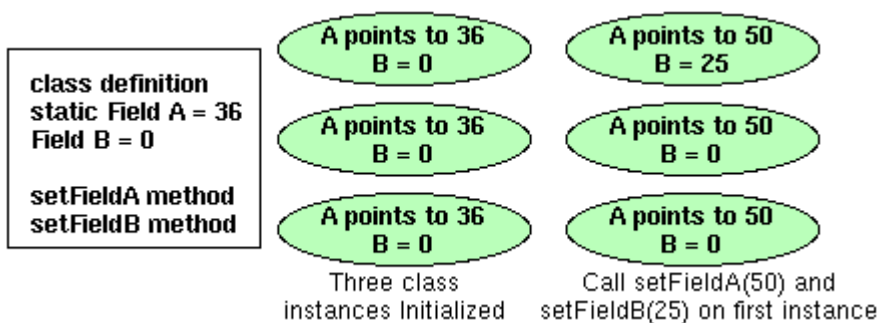 class definition
static Field A = 36
Field B = 0
setFieldA method
setFieldB method
A points to 36
B = 0
A points to 36
B = 0
A points to 36
B = 0
Three class
instances Initialized
A points to 50
B = 25
A points to 50
B = 0
A points to 50
B = 0
Call setFieldA(50) and
setFieldB(25) on first instance